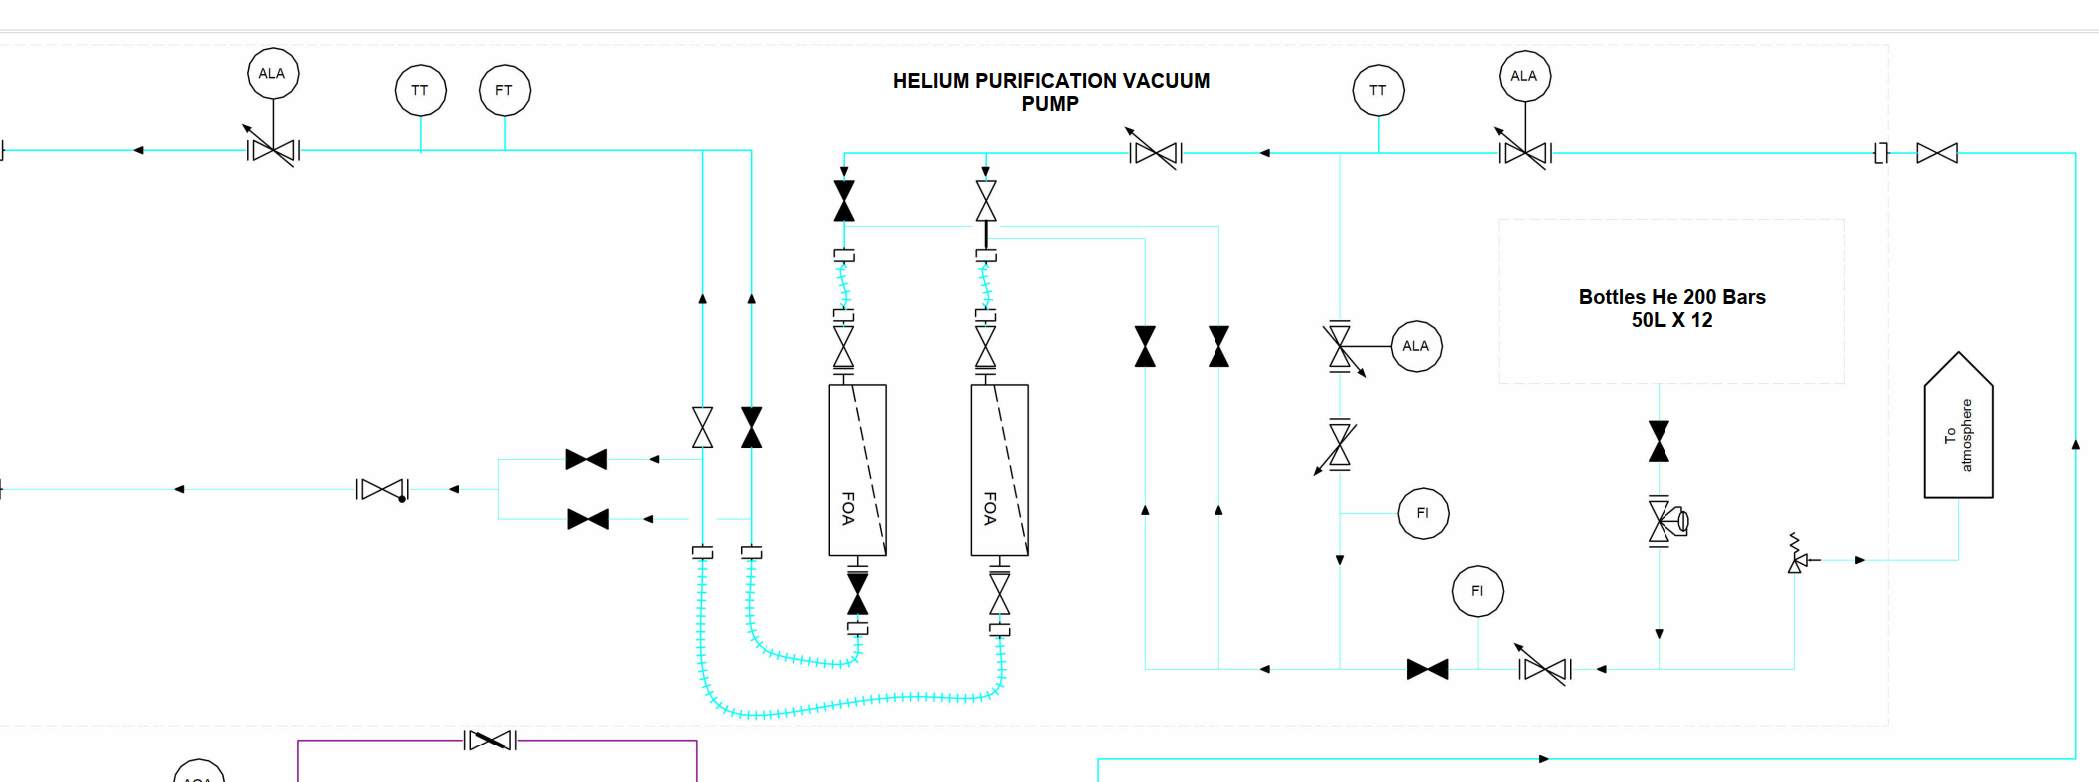 ALA
TT
FT
HELIUM PURIFICATION VACUUM
PUMP
TT
ALA
Bottles He 200 Bars
50L X 12
ALA
To
atmosphere
FOA
FOA
FI
FI